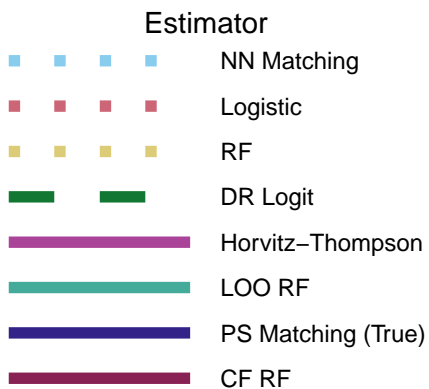 Estimator
NN Matching
Logistic
RF
DR Logit
Horvitz−Thompson
LOO RF
PS Matching (True)
CF RF